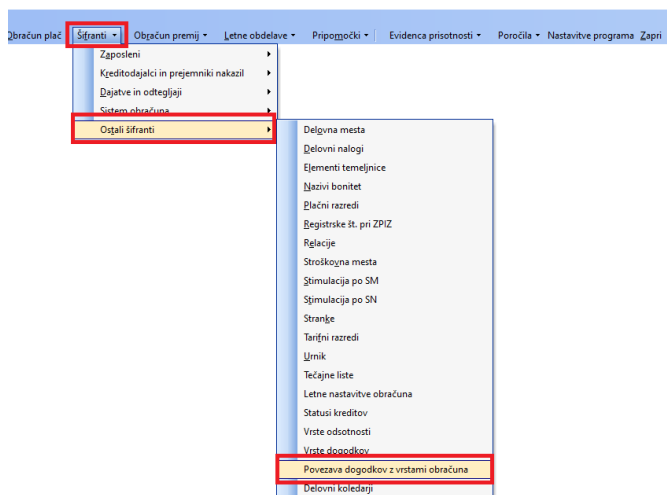 Obračun plač Šifranti Obračun premij Letne obdelave Pripomočki Evidenca prisotnosti Poročila Nastavitve programa Zapri
Zaposleni
Kreditodajalci in prejemniki nakazil
Dajatve in odtegljaji
Sistem obračuna
Ostali šifranti
Delovna mesta
Delovni nalogi
Elementi temeljnice
Nazivi bonitet
Plačni razredi
Registrske št. pri ZPIZ
Relacije
Stroškovna mesta
Stimulacija po SM
Stimulacija po SN
Stranke
Tarifni razredi
Urnik
Tečajne liste
Letne nastavitve obračuna
Statusi kreditov
Vrste odsotnosti
Vrste dogodkov
Povezava dogodkov z vrstami obračuna
Delovni koledarji